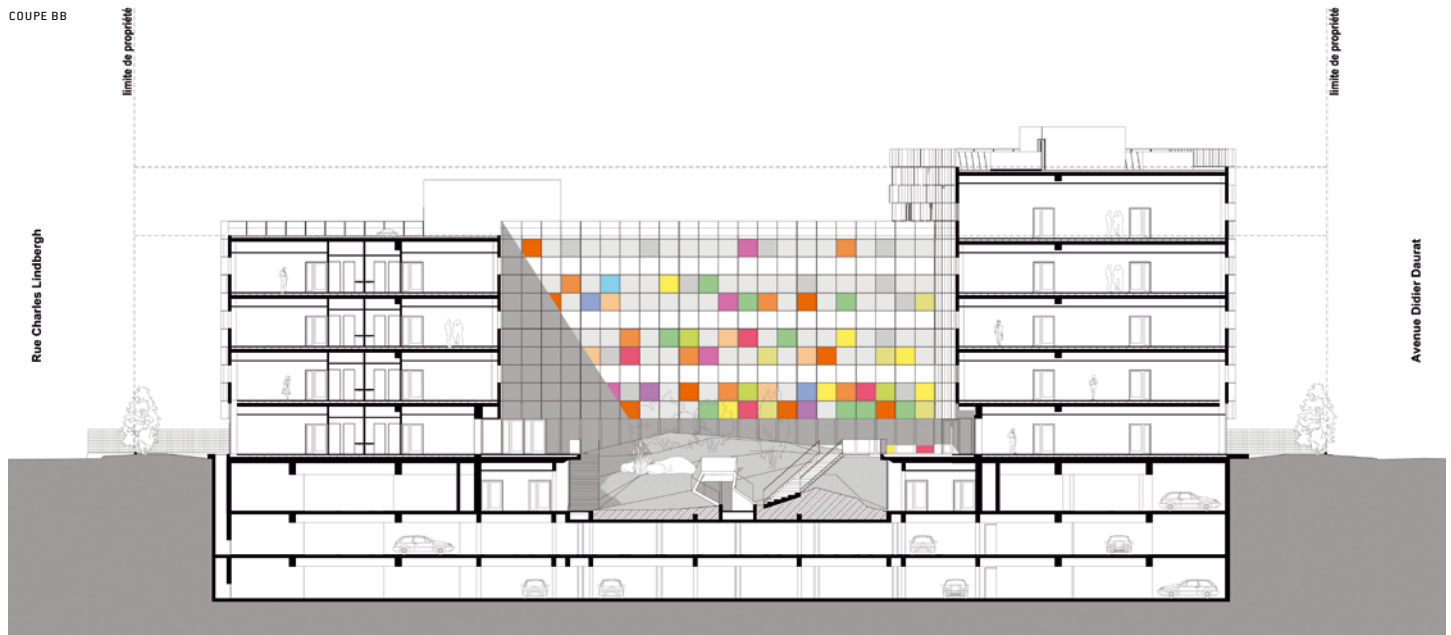 COUPE BB
limite de propriété
limite de propriété
Rue Charles Lindbergh
Avenue Didier Daurat